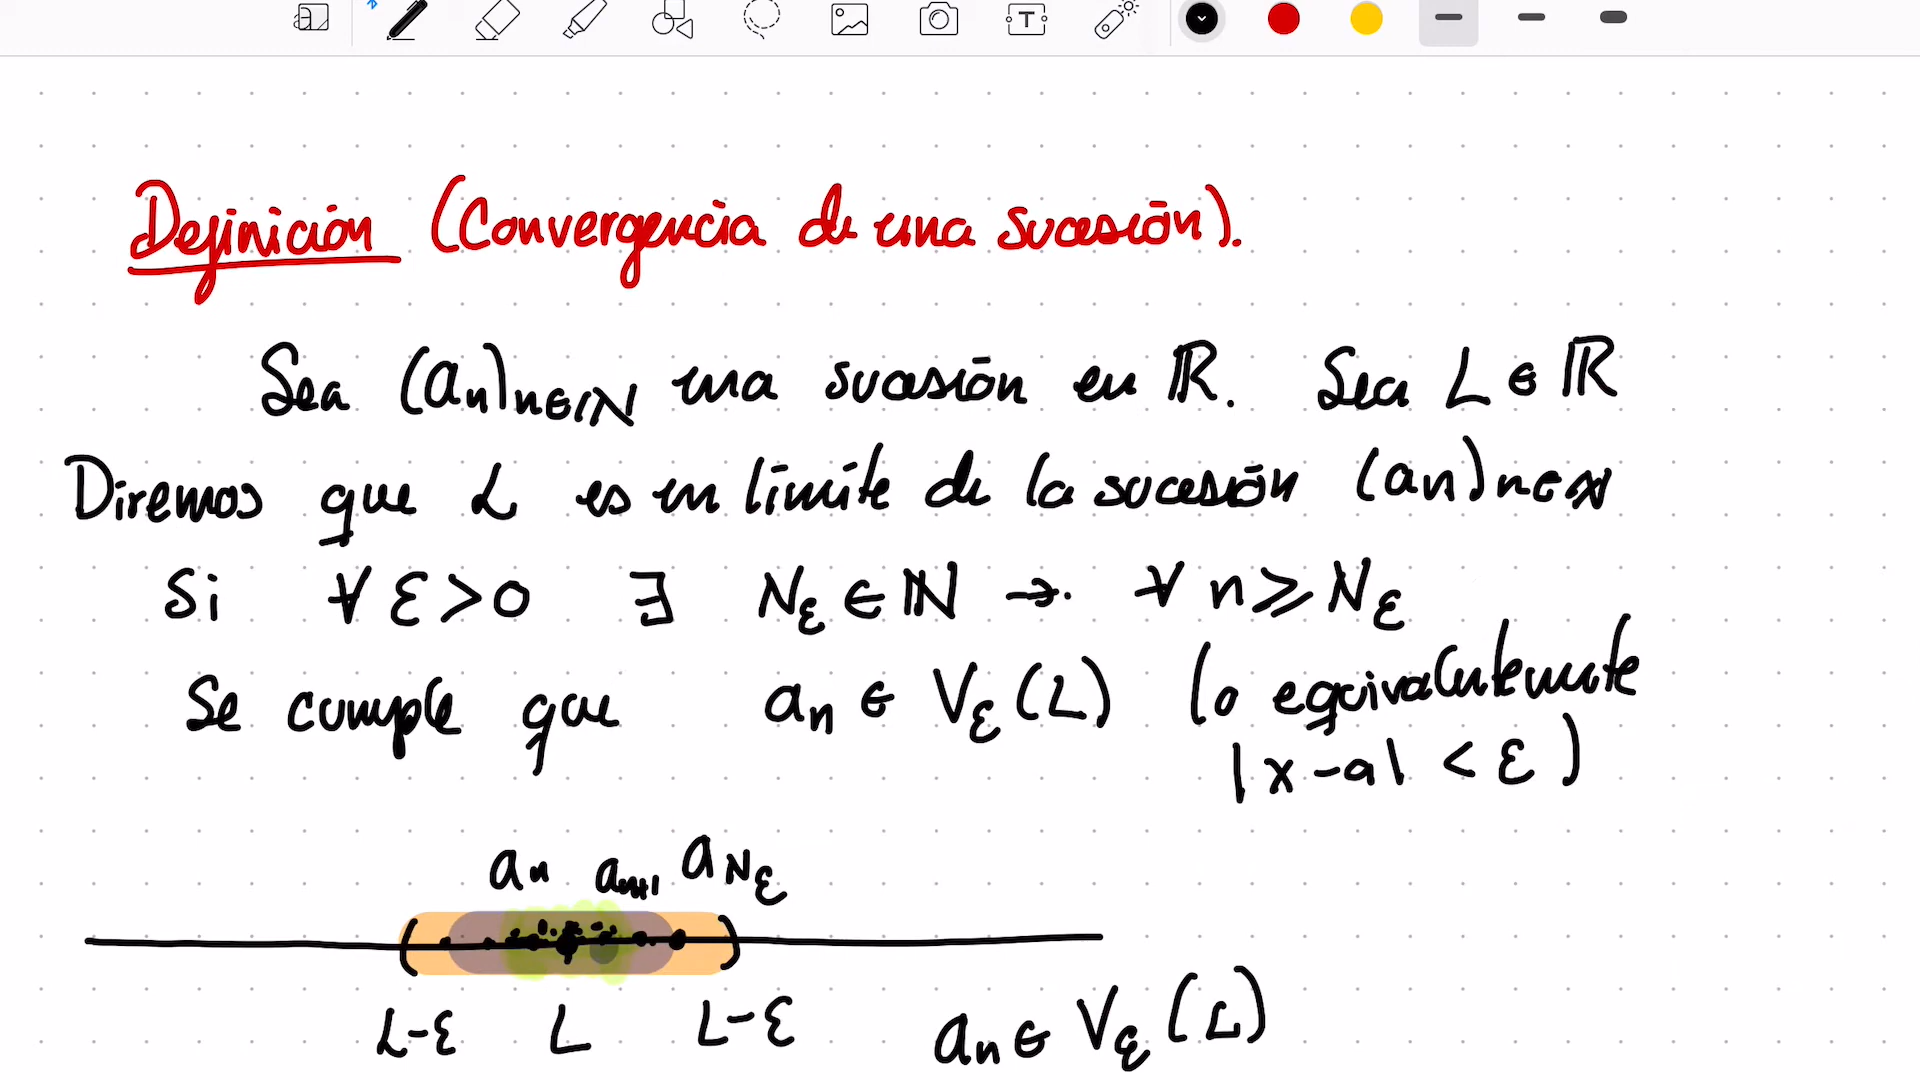 Definición (Convergencia de una sucesión).
Sea (an)n∈ℕ una sucesión en ℝ. Sea L ∈ ℝ
Diremos que L es un límite de la sucesión (an)n∈ℕ
Si ∀ ε > 0 ∃ Nε ∈ ℕ →· ∀ n ≥ Nε
Se cumple que an ∈ Vε(L) (o equivalentemente
|x-a| < ε)
an an+1 aNε
L-ε L L-ε an ∈ Vε(L)